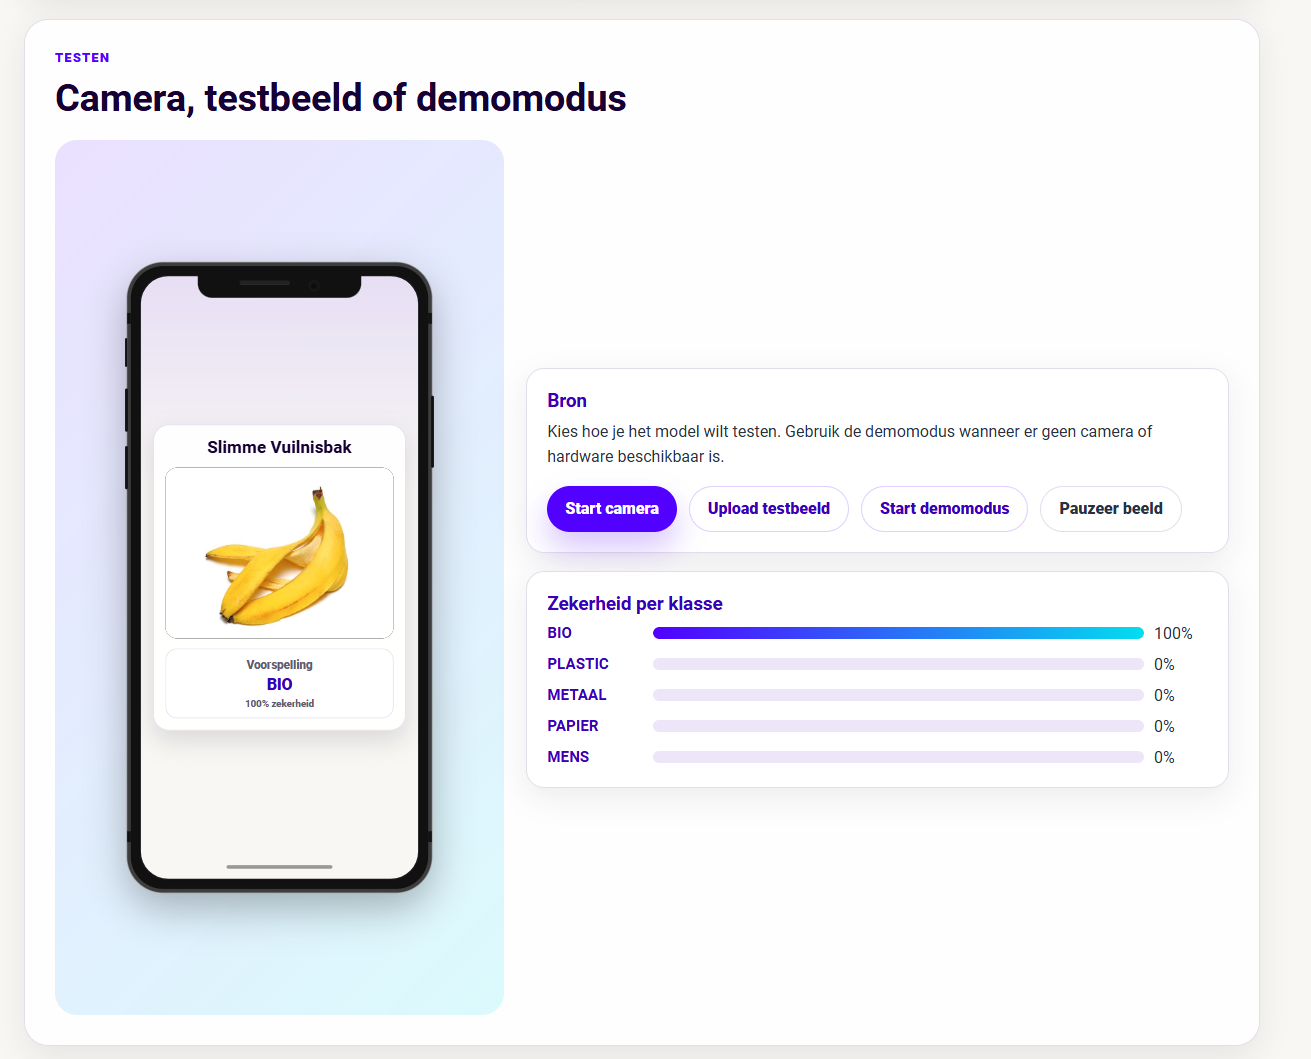 TESTEN
Camera, testbeeld of demomodus
Slimme Vuilnisbak
Voorspelling
BIO
100% zekerheid
Bron
Kies hoe je het model wilt testen. Gebruik de demomodus wanneer er geen camera of
hardware beschikbaar is.
Start camera
Upload testbeeld
Start demomodus
Pauzeer beeld
Zekerheid per klasse
BIO 100%
PLASTIC 0%
METAAL 0%
PAPIER 0%
MENS 0%